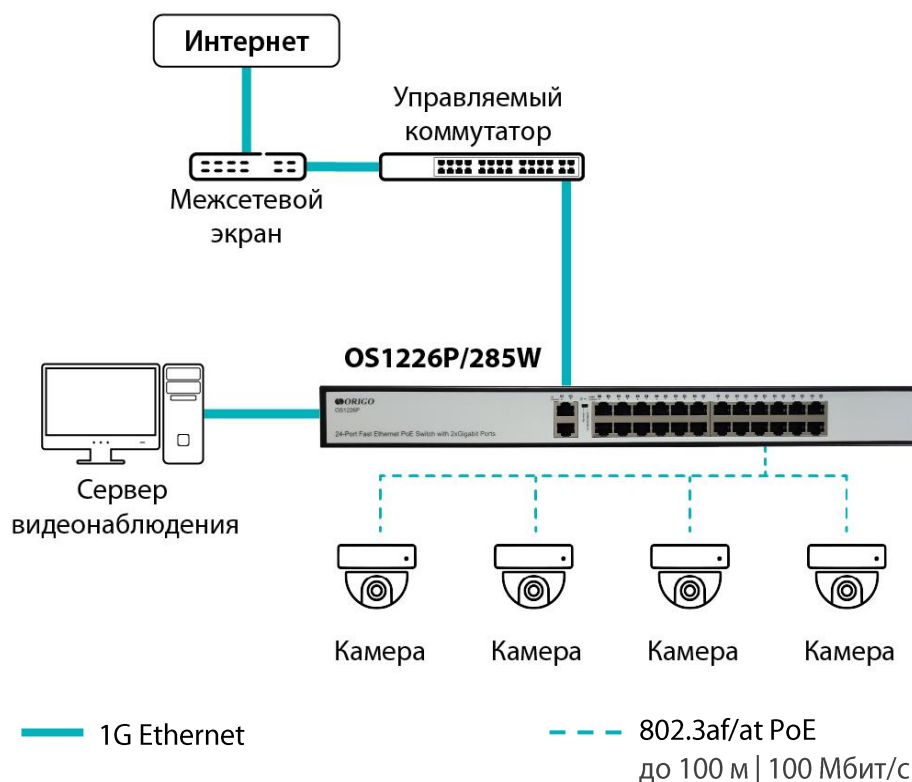 Интернет
Управляемый
коммутатор
Межсетевой
экран
OS1226P/285W
ORIGO
OS1226P
24-Port Fast Ethernet PoE Switch with 2xGigabit Ports
Сервер
видеонаблюдения
Камера
Камера
Камера
Камера
1G Ethernet
802.3af/at PoE
до 100 м | 100 Мбит/с